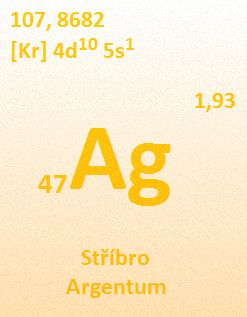 107, 8682
[Kr] 4d¹⁰ 5s¹
1,93
47Ag
Stříbro
Argentum